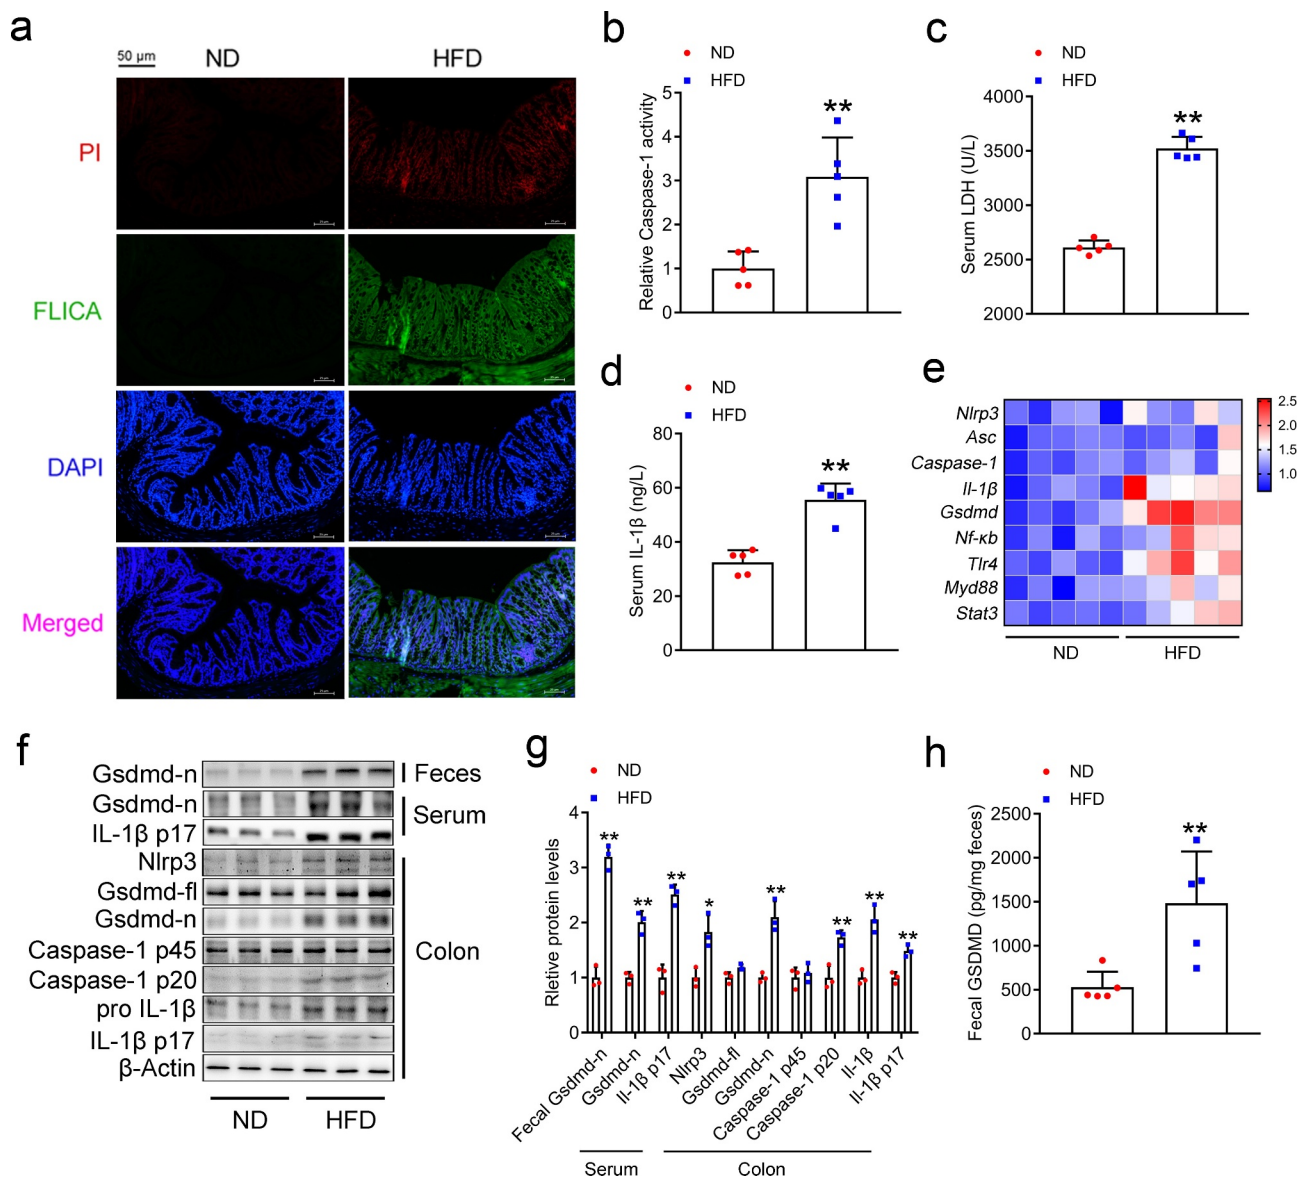 a
50 μm
ND
HFD
PI
FLICA
DAPI
Merged
b
ND
HFD
Relative Caspase-1 activity
5
4
3
2
1
0
**
c
ND
HFD
Serum LDH (U/L)
4000
3500
3000
2500
2000
**
d
ND
HFD
Serum IL-1β (ng/L)
80
60
40
20
0
**
e
Nlrp3
Asc
Caspase-1
Il-1β
Gsdmd
Nf-κb
Tlr4
Myd88
Stat3
ND
HFD
2.5
2.0
1.5
1.0
f
Gsdmd-n
Feces
Gsdmd-n
Serum
IL-1β p17
Nlrp3
Gsdmd-fl
Gsdmd-n
Caspase-1 p45
Colon
Caspase-1 p20
pro IL-1β
IL-1β p17
β-Actin
ND
HFD
g
ND
HFD
Rletive protein levels
4
3
2
1
0
**
**
**
*
**
**
**
**
Fecal Gsdmd-n
Gsdmd-n
Il-1β p17
Nlrp3
Gsdmd-fl
Gsdmd-n
Caspase-1 p45
Caspase-1 p20
Il-1β
Il-1β p17
Serum
Colon
h
ND
HFD
Fecal GSDMD (pg/mg feces)
2500
2000
1500
1000
500
0
**